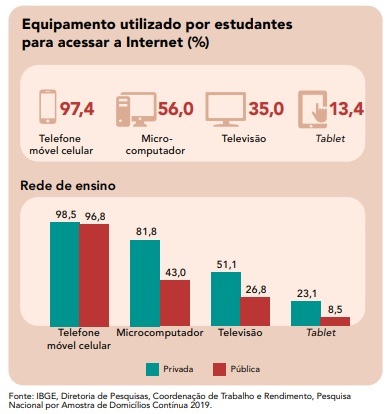 Equipamento utilizado por estudantes
para acessar a Internet (%)
97,4 56,0 35,0 13,4
Telefone
móvel celular
Micro-
computador
Televisão
Tablet
Rede de ensino
98,5 96,8
81,8
43,0
51,1
26,8
23,1
8,5
Telefone
móvel celular
Microcomputador
Televisão
Tablet
Privada Pública
Fonte: IBGE, Diretoria de Pesquisas, Coordenação de Trabalho e Rendimento, Pesquisa
Nacional por Amostra de Domicílios Contínua 2019.